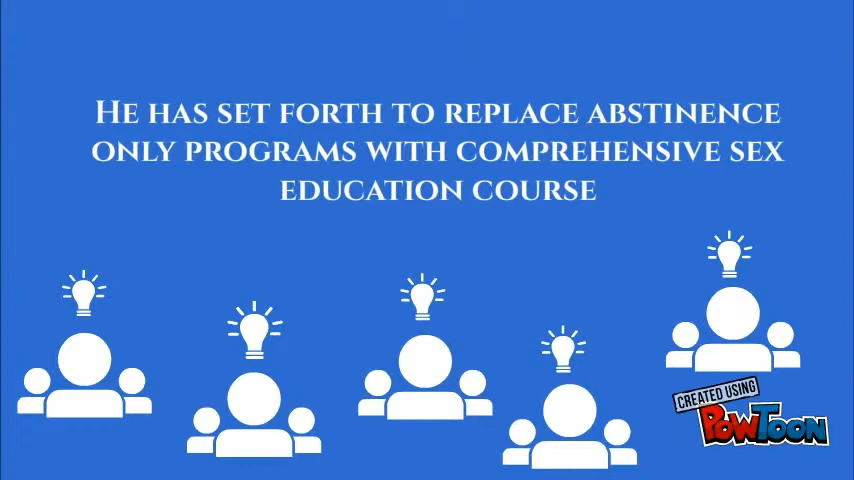 He has set forth to replace abstinence
only programs with comprehensive sex
education course
CREATED USING
POWTOON